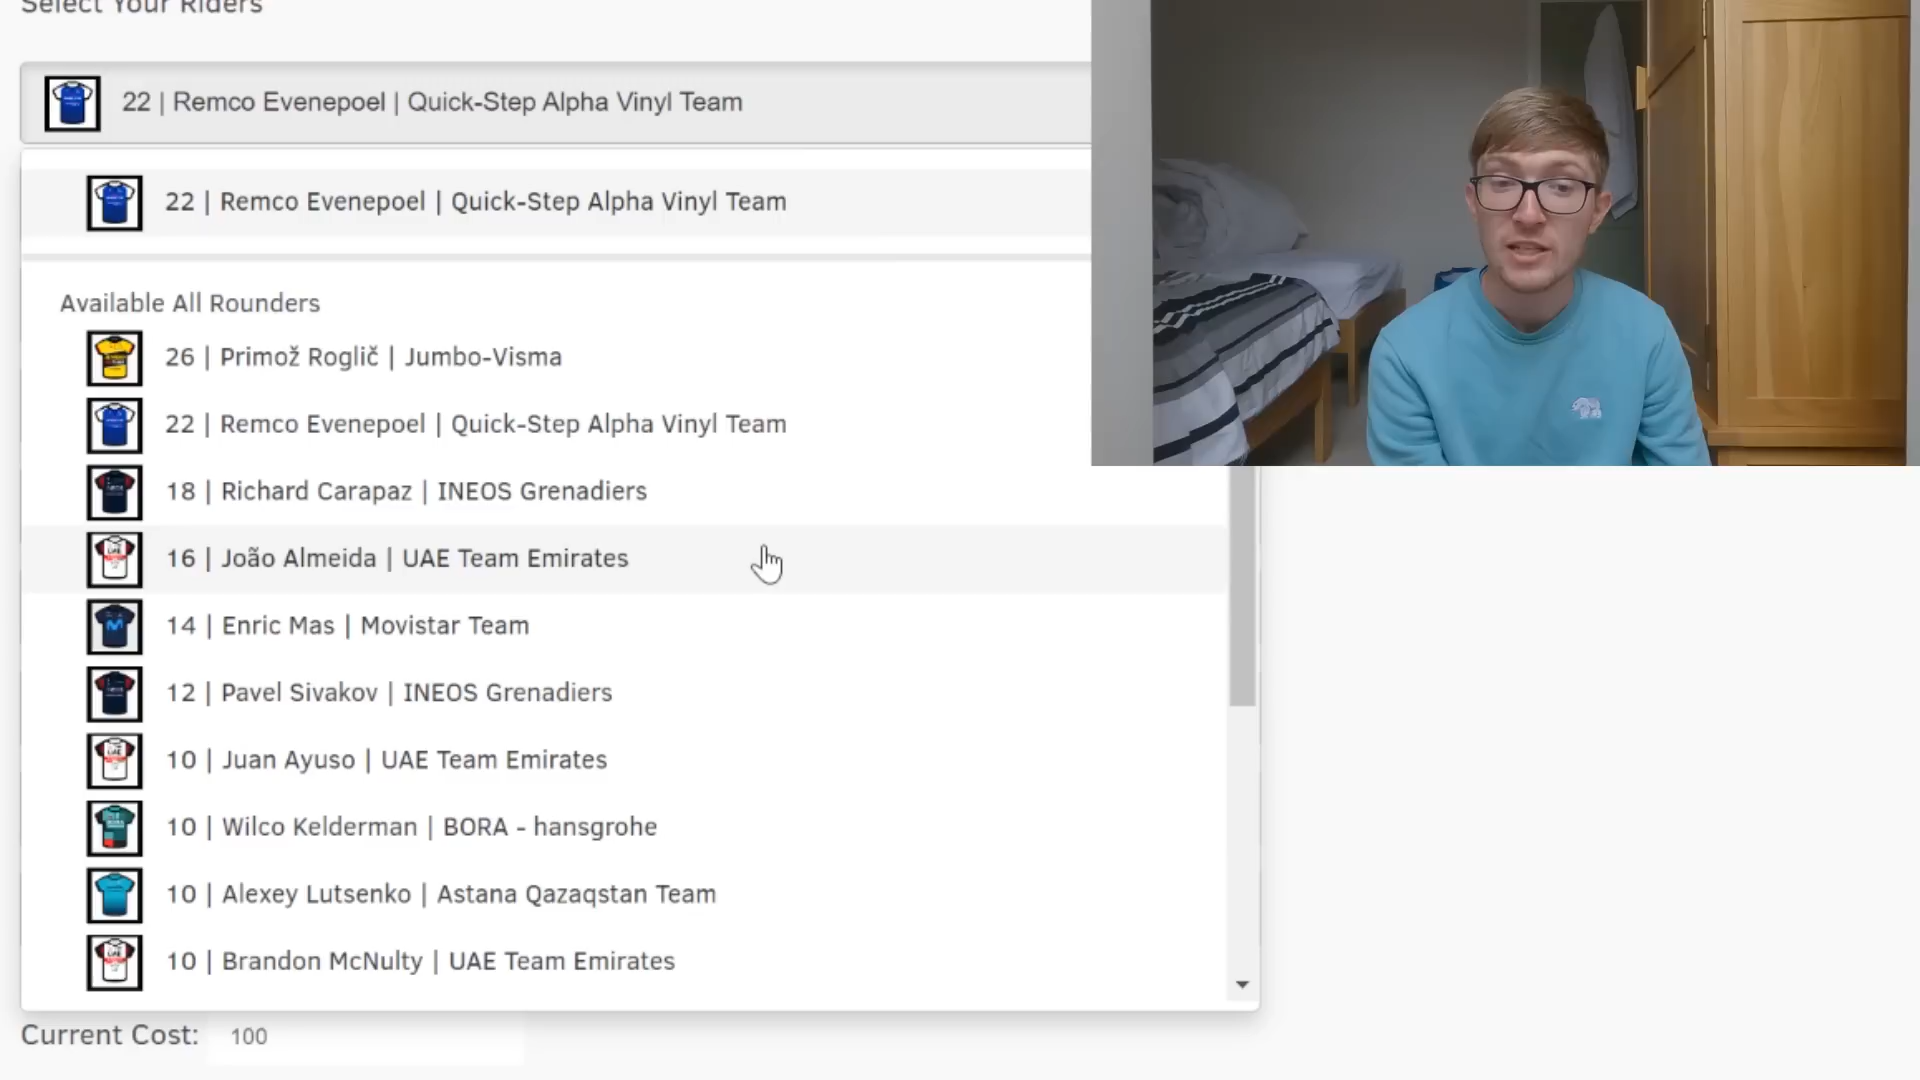 Select Your Riders
22 | Remco Evenepoel | Quick-Step Alpha Vinyl Team
22 | Remco Evenepoel | Quick-Step Alpha Vinyl Team
Available All Rounders
26 | Primož Roglič | Jumbo-Visma
22 | Remco Evenepoel | Quick-Step Alpha Vinyl Team
18 | Richard Carapaz | INEOS Grenadiers
16 | João Almeida | UAE Team Emirates
14 | Enric Mas | Movistar Team
12 | Pavel Sivakov | INEOS Grenadiers
10 | Juan Ayuso | UAE Team Emirates
10 | Wilco Kelderman | BORA - hansgrohe
10 | Alexey Lutsenko | Astana Qazaqstan Team
10 | Brandon McNulty | UAE Team Emirates
Current Cost: 100